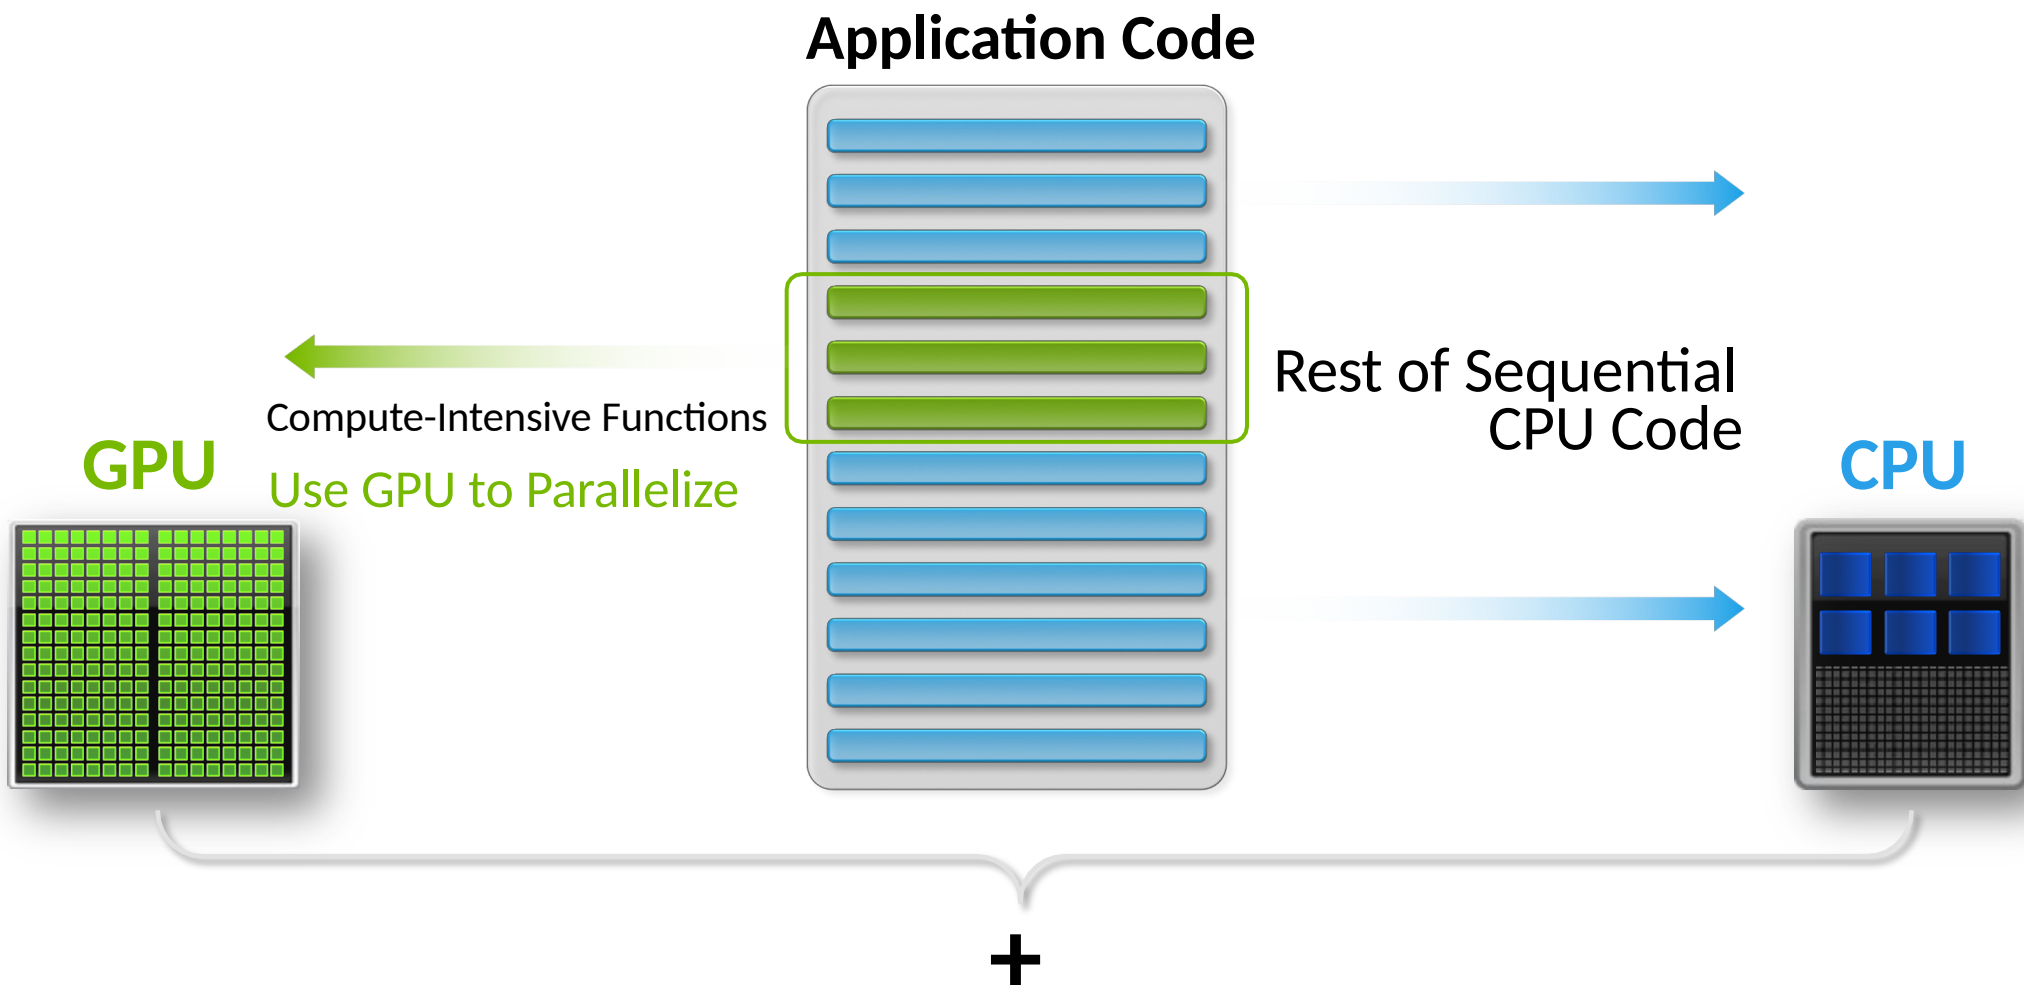 Application Code
Compute-Intensive Functions
Use GPU to Parallelize
GPU
Rest of Sequential
CPU Code
CPU
+